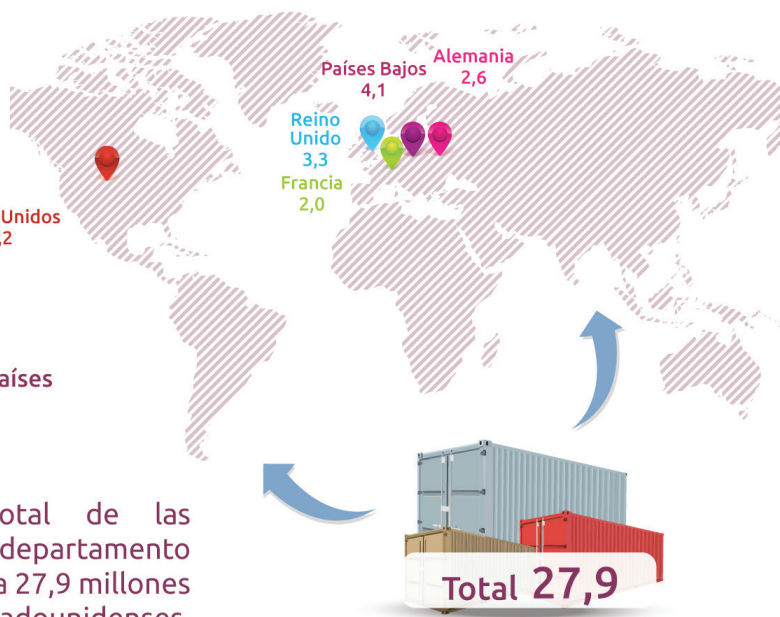 Alemania
2,6
Países Bajos
4,1
Reino
Unido
3,3
Francia
2,0
Unidos
,2
aíses
otal de las
departamento
a 27,9 millones
adounidenses.
Total 27,9